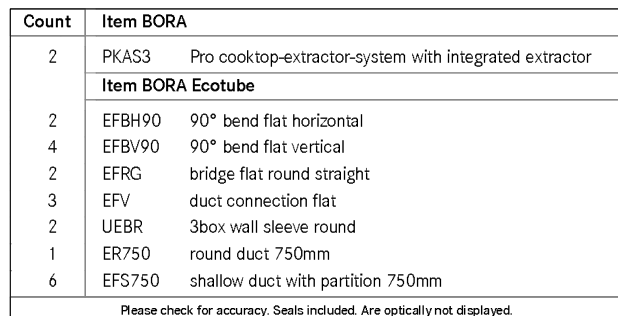 Count Item BORA
2 PKAS3 Pro cooktop-extractor-system with integrated extractor
Item BORA Ecotube
2 EFBH90 90° bend flat horizontal
4 EFBV90 90° bend flat vertical
2 EFRG bridge flat round straight
3 EFV duct connection flat
2 UEBR 3box wall sleeve round
1 ER750 round duct 750mm
6 EFS750 shallow duct with partition 750mm
Please check for accuracy. Seals included. Are optically not displayed.